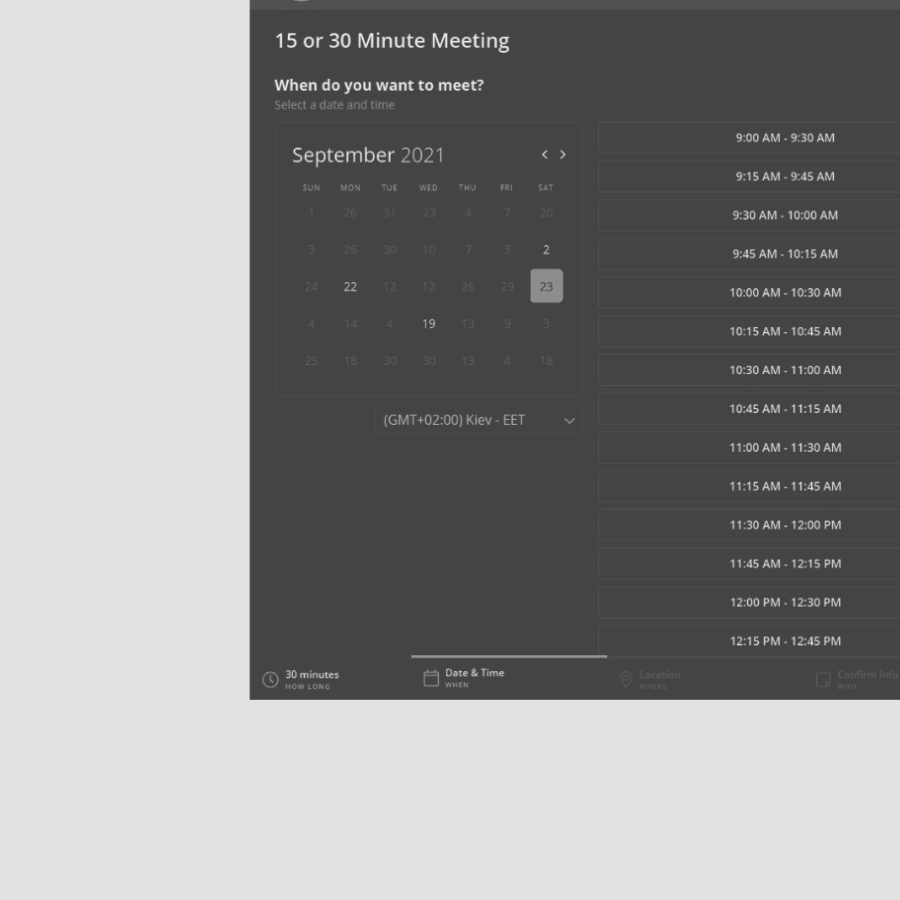 15 or 30 Minute Meeting
When do you want to meet?
Select a date and time
September 2021
SUN MON TUE WED THU FRI SAT
1 26 31 23 4 7 20
3 26 30 10 7 3 2
24 22 12 12 26 29 23
4 14 4 19 13 9 3
25 18 30 30 13 4 18
(GMT+02:00) Kiev - EET
9:00 AM - 9:30 AM
9:15 AM - 9:45 AM
9:30 AM - 10:00 AM
9:45 AM - 10:15 AM
10:00 AM - 10:30 AM
10:15 AM - 10:45 AM
10:30 AM - 11:00 AM
10:45 AM - 11:15 AM
11:00 AM - 11:30 AM
11:15 AM - 11:45 AM
11:30 AM - 12:00 PM
11:45 AM - 12:15 PM
12:00 PM - 12:30 PM
12:15 PM - 12:45 PM
30 minutes
HOW LONG
Date & Time
WHEN
Location
WHERE
Confirm Info
WHO